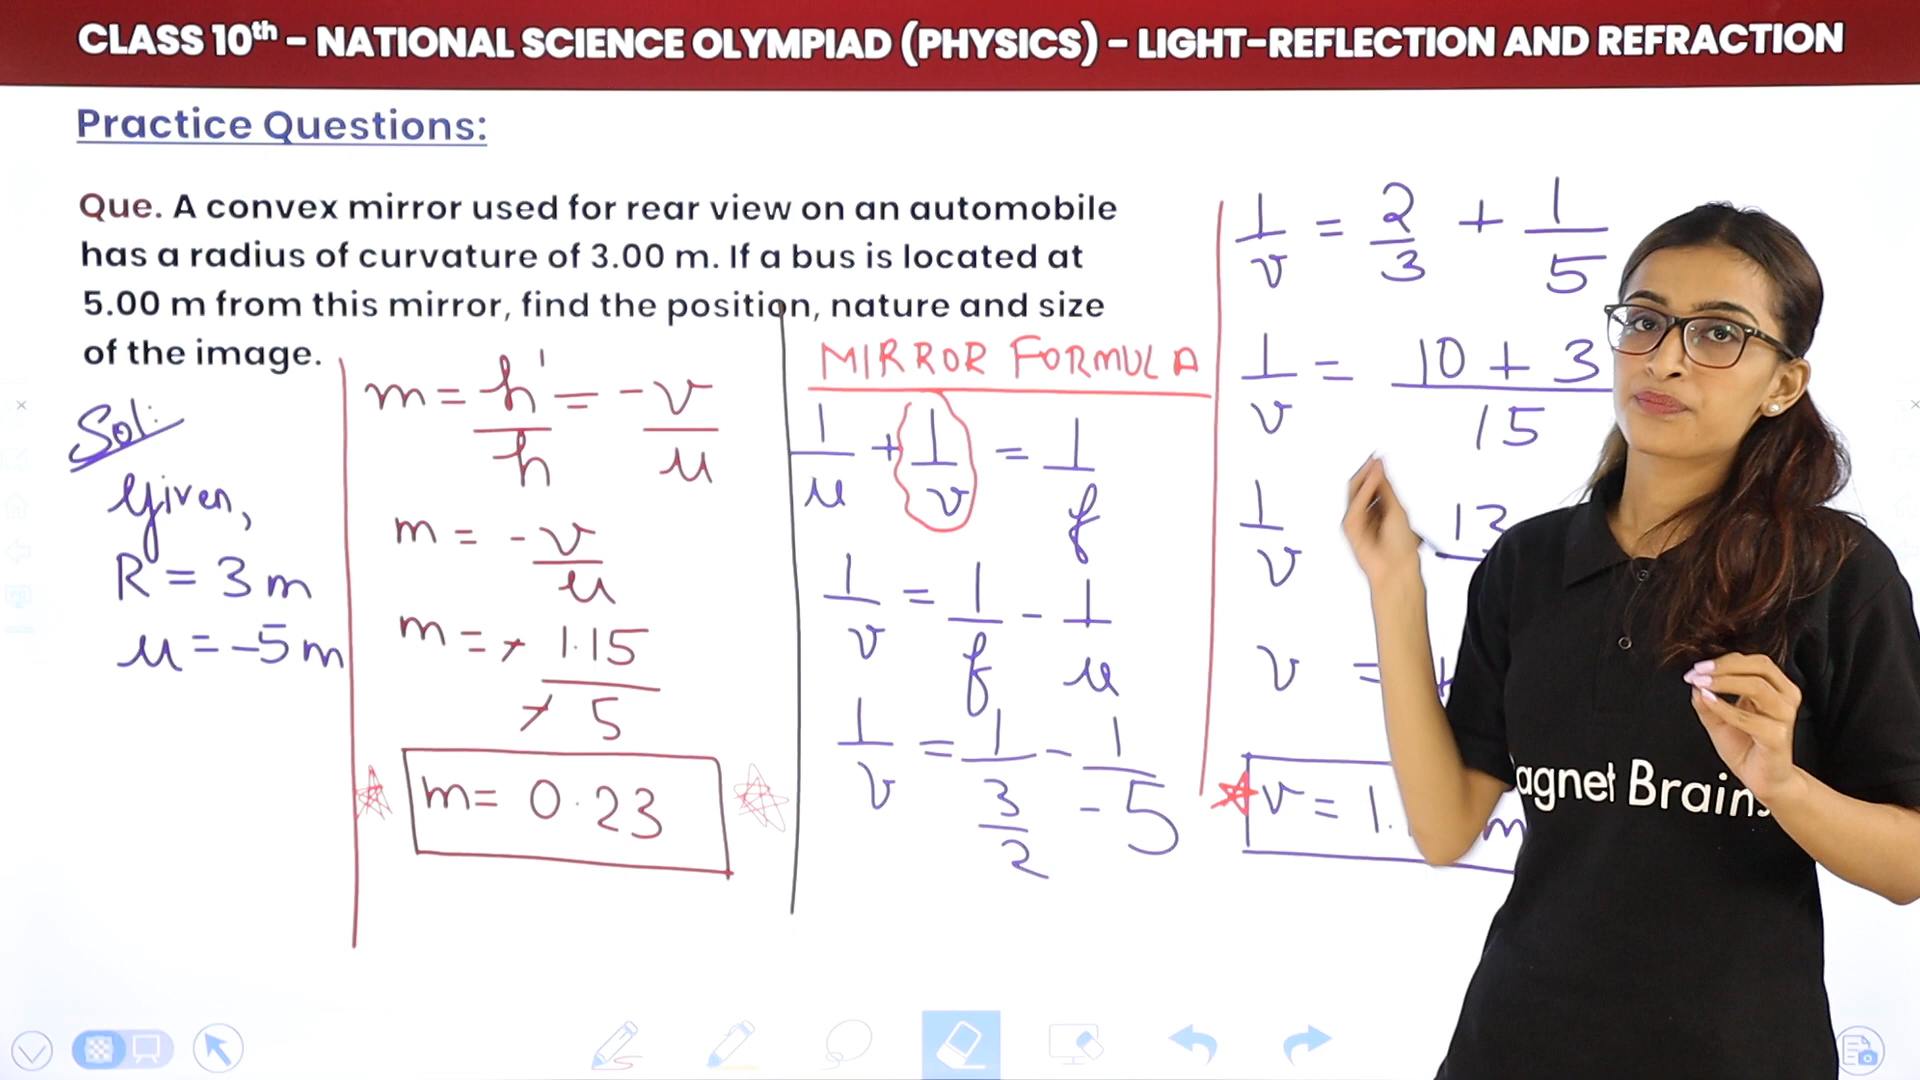 CLASS 10th – NATIONAL SCIENCE OLYMPIAD (PHYSICS) – LIGHT-REFLECTION AND REFRACTION
Practice Questions:
Que. A convex mirror used for rear view on an automobile
has a radius of curvature of 3.00 m. If a bus is located at
5.00 m from this mirror, find the position, nature and size
of the image.
Sol:
Given,
R = 3 m
u = -5 m
m = h'/h = -v/u
m = -v/u
m = - 1.15/- 5
m = 0.23
MIRROR FORMULA
1/u + 1/v = 1/f
1/v = 1/f - 1/u
1/v = 1/(3/2) - 1/-5
1/v = 2/3 + 1/5
1/v = 10 + 3/15
1/v 13
v = +
v = 1. m
agnet Brains